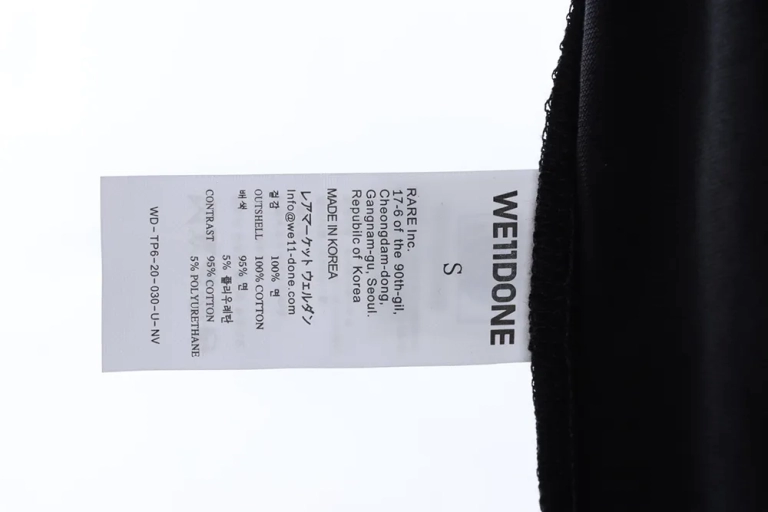 WE11DONE
S
RARE Inc.
17-6 of the 90th-gil,
Cheongdam-dong,
Gangnam-gu, Seoul.
Republic of Korea
MADE IN KOREA
レアマーケット ウェルダン
Info@we11-done.com
겉감 100% 면
OUTSHELL 100% COTTON
배색 95% 면
5% 폴리우레탄
CONTRAST 95% COTTON
5% POLYURETHANE
WD-TP6-20-030-U-NV